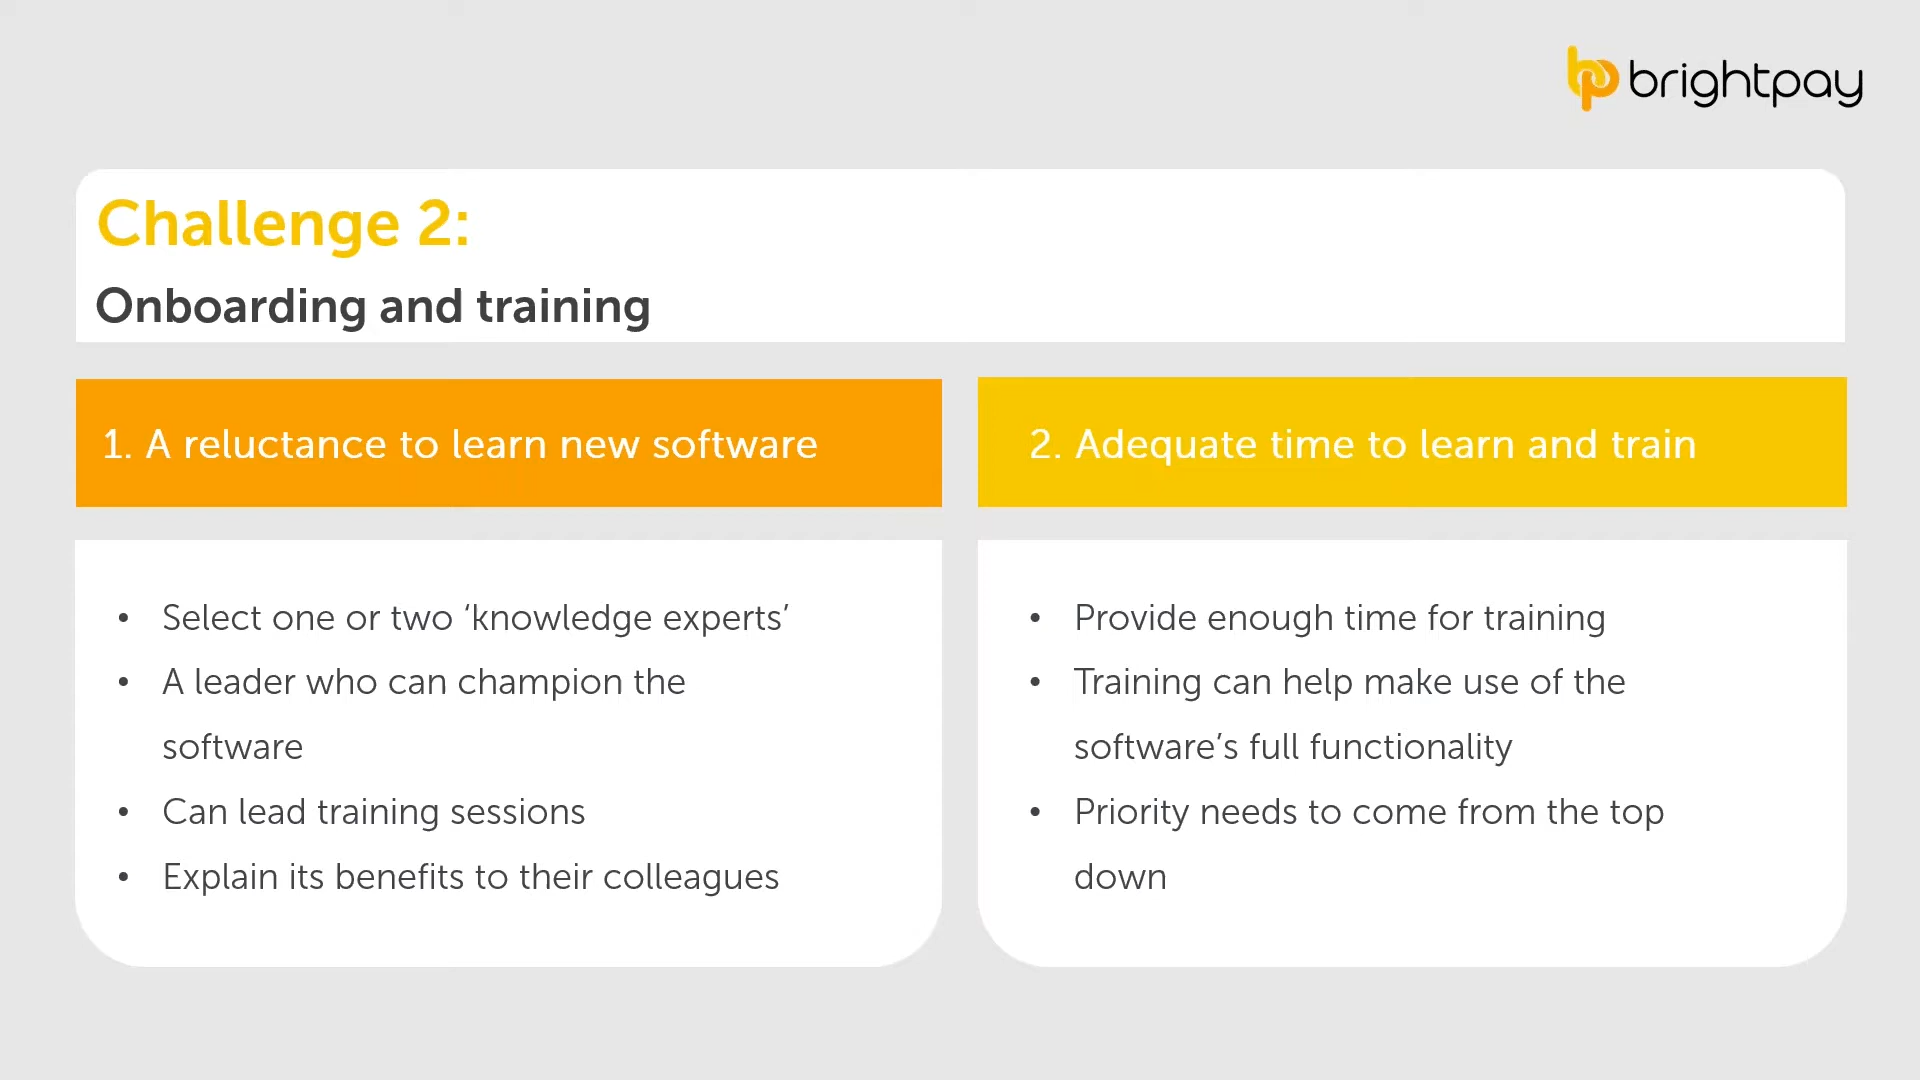 brightpay
Challenge 2:
Onboarding and training
1. A reluctance to learn new software
• Select one or two ‘knowledge experts’
• A leader who can champion the
software
• Can lead training sessions
• Explain its benefits to their colleagues
2. Adequate time to learn and train
• Provide enough time for training
• Training can help make use of the
software’s full functionality
• Priority needs to come from the top
down